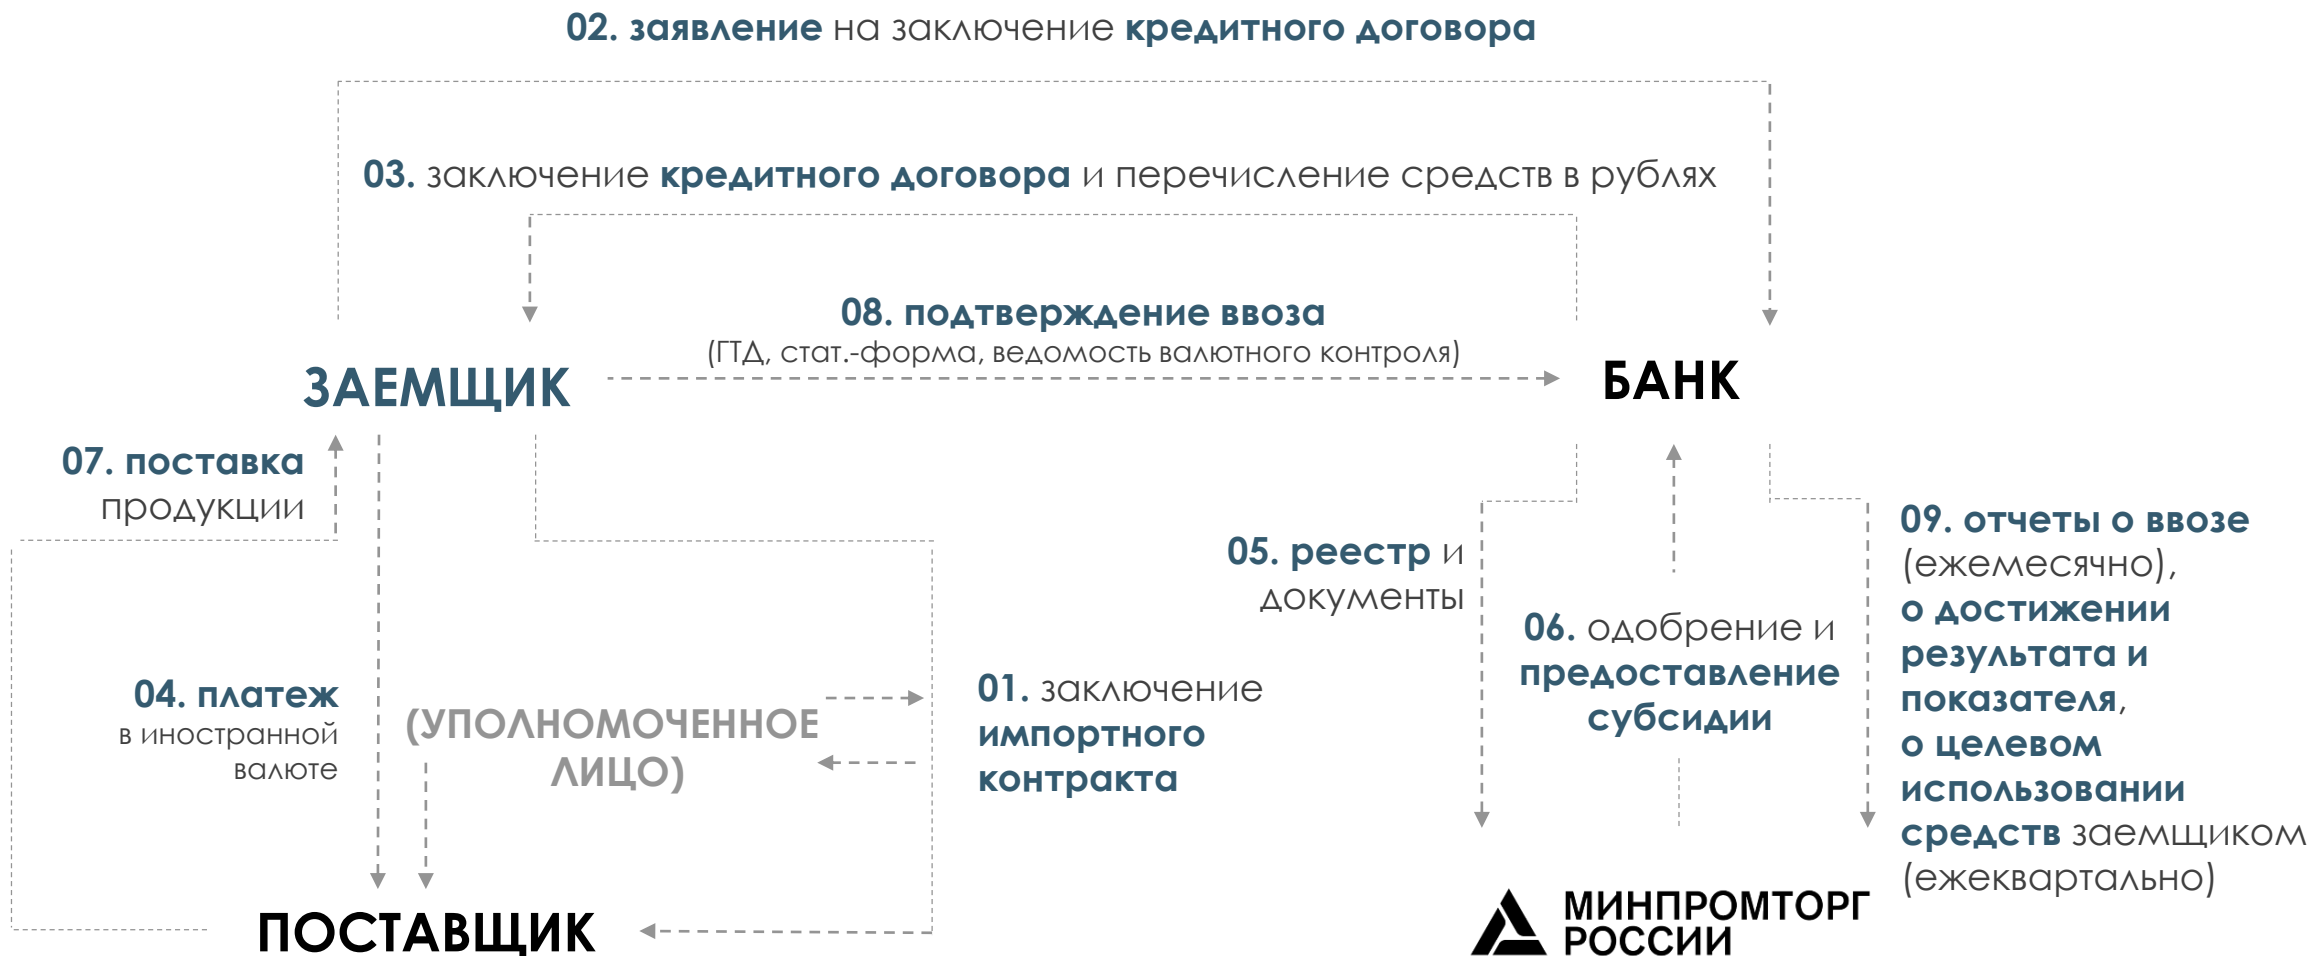 02. заявление на заключение кредитного договора
03. заключение кредитного договора и перечисление средств в рублях
08. подтверждение ввоза
(ГТД, стат.-форма, ведомость валютного контроля)
ЗАЕМЩИК
БАНК
07. поставка
продукции
05. реестр и
документы
09. отчеты о ввозе
(ежемесячно),
о достижении
результата и
показателя,
о целевом
использовании
средств заемщиком
(ежеквартально)
06. одобрение и
предоставление
субсидии
04. платеж
в иностранной
валюте
(УПОЛНОМОЧЕННОЕ
ЛИЦО)
01. заключение
импортного
контракта
ПОСТАВЩИК
МИНПРОМТОРГ
РОССИИ